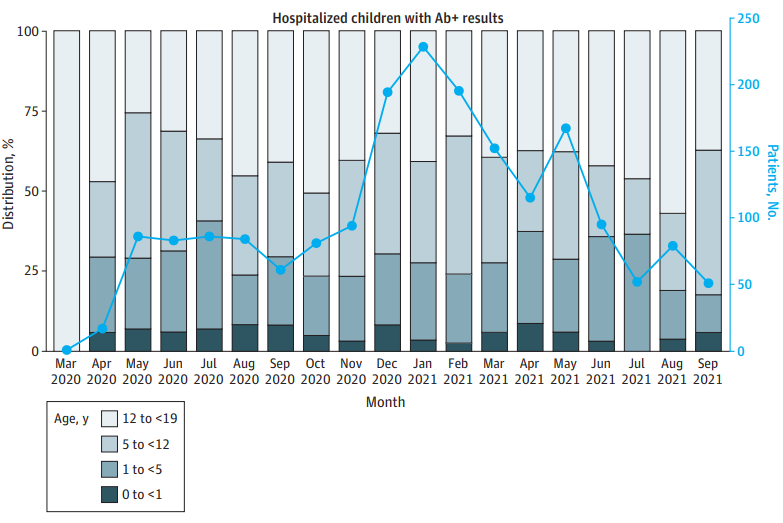 Hospitalized children with Ab+ results
100
75
50
25
0
Distribution, %
250
200
150
100
50
0
Patients, No.
Mar Apr May Jun Jul Aug Sep Oct Nov Dec Jan Feb Mar Apr May Jun Jul Aug Sep
2020 2020 2020 2020 2020 2020 2020 2020 2020 2020 2021 2021 2021 2021 2021 2021 2021 2021 2021
Month
Age, y
12 to <19
5 to <12
1 to <5
0 to <1